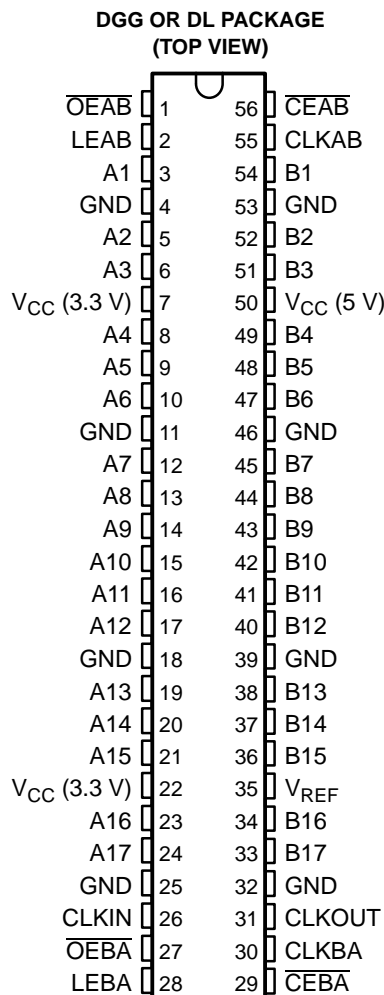 DGG OR DL PACKAGE
(TOP VIEW)
O̅E̅A̅B̅ 1 56 C̅E̅A̅B̅
LEAB 2 55 CLKAB
A1 3 54 B1
GND 4 53 GND
A2 5 52 B2
A3 6 51 B3
VCC (3.3 V) 7 50 VCC (5 V)
A4 8 49 B4
A5 9 48 B5
A6 10 47 B6
GND 11 46 GND
A7 12 45 B7
A8 13 44 B8
A9 14 43 B9
A10 15 42 B10
A11 16 41 B11
A12 17 40 B12
GND 18 39 GND
A13 19 38 B13
A14 20 37 B14
A15 21 36 B15
VCC (3.3 V) 22 35 VREF
A16 23 34 B16
A17 24 33 B17
GND 25 32 GND
CLKIN 26 31 CLKOUT
O̅E̅B̅A̅ 27 30 CLKBA
LEBA 28 29 C̅E̅B̅A̅